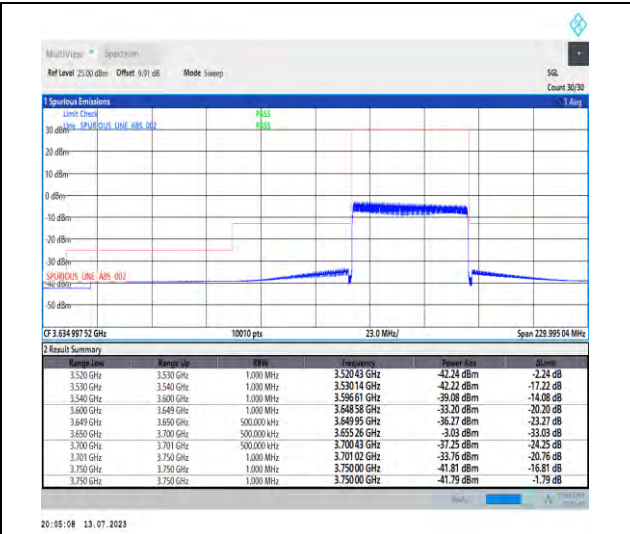 MultiView Spectrum
Ref Level 25.00 dBm Offset 9.91 dB Mode Sweep SGL
Count 30/30
1 Spurious Emissions 1 Avg
Limit Check PASS
Line SPURIOUS_LINE_ABS_002 PASS
30 dBm
20 dBm
10 dBm
0 dBm
-10 dBm
-20 dBm
-30 dBm
SPURIOUS_LINE_ABS_002
-40 dBm
-50 dBm
CF 3.634 997 52 GHz 10010 pts 23.0 MHz/ Span 229.995 04 MHz
2 Result Summary
Range Low Range Up RBW Frequency Power Abs ΔLimit
3.520 GHz 3.530 GHz 1.000 MHz 3.520 43 GHz -42.24 dBm -2.24 dB
3.530 GHz 3.540 GHz 1.000 MHz 3.530 14 GHz -42.22 dBm -17.22 dB
3.540 GHz 3.600 GHz 1.000 MHz 3.596 61 GHz -39.08 dBm -14.08 dB
3.600 GHz 3.649 GHz 1.000 MHz 3.648 58 GHz -33.20 dBm -20.20 dB
3.649 GHz 3.650 GHz 500.000 kHz 3.649 95 GHz -36.27 dBm -23.27 dB
3.650 GHz 3.700 GHz 500.000 kHz 3.655 26 GHz -3.03 dBm -33.03 dB
3.700 GHz 3.701 GHz 500.000 kHz 3.700 43 GHz -37.25 dBm -24.25 dB
3.701 GHz 3.750 GHz 1.000 MHz 3.701 02 GHz -33.76 dBm -20.76 dB
3.750 GHz 3.750 GHz 1.000 MHz 3.750 00 GHz -41.81 dBm -16.81 dB
3.750 GHz 3.750 GHz 1.000 MHz 3.750 00 GHz -41.79 dBm -1.79 dB
20:05:08 13.07.2023